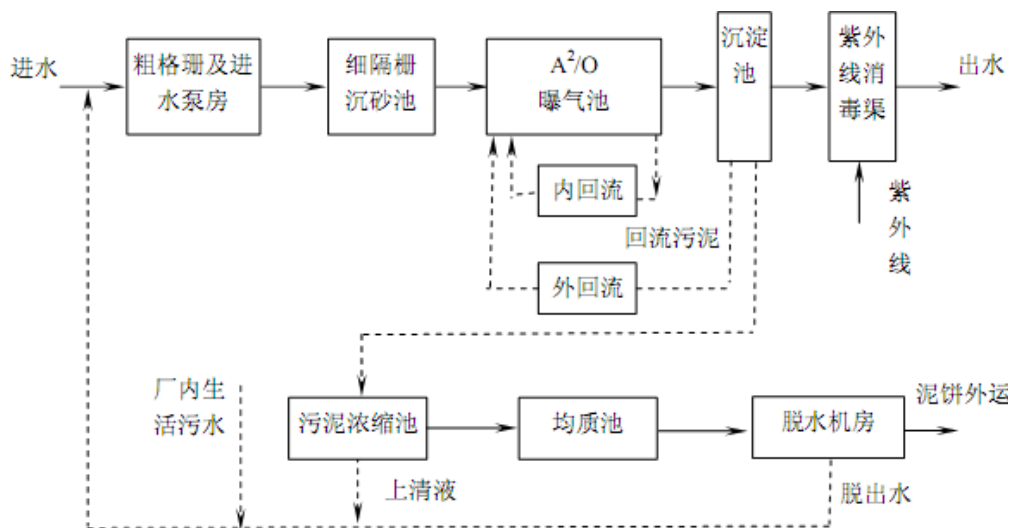 进水
粗格珊及进
水泵房
细隔栅
沉砂池
A²/O
曝气池
沉淀
池
紫外
线消
毒渠
出水
内回流
回流污泥
外回流
紫
外
线
厂内生
活污水
污泥浓缩池
均质池
脱水机房
泥饼外运
上清液
脱出水